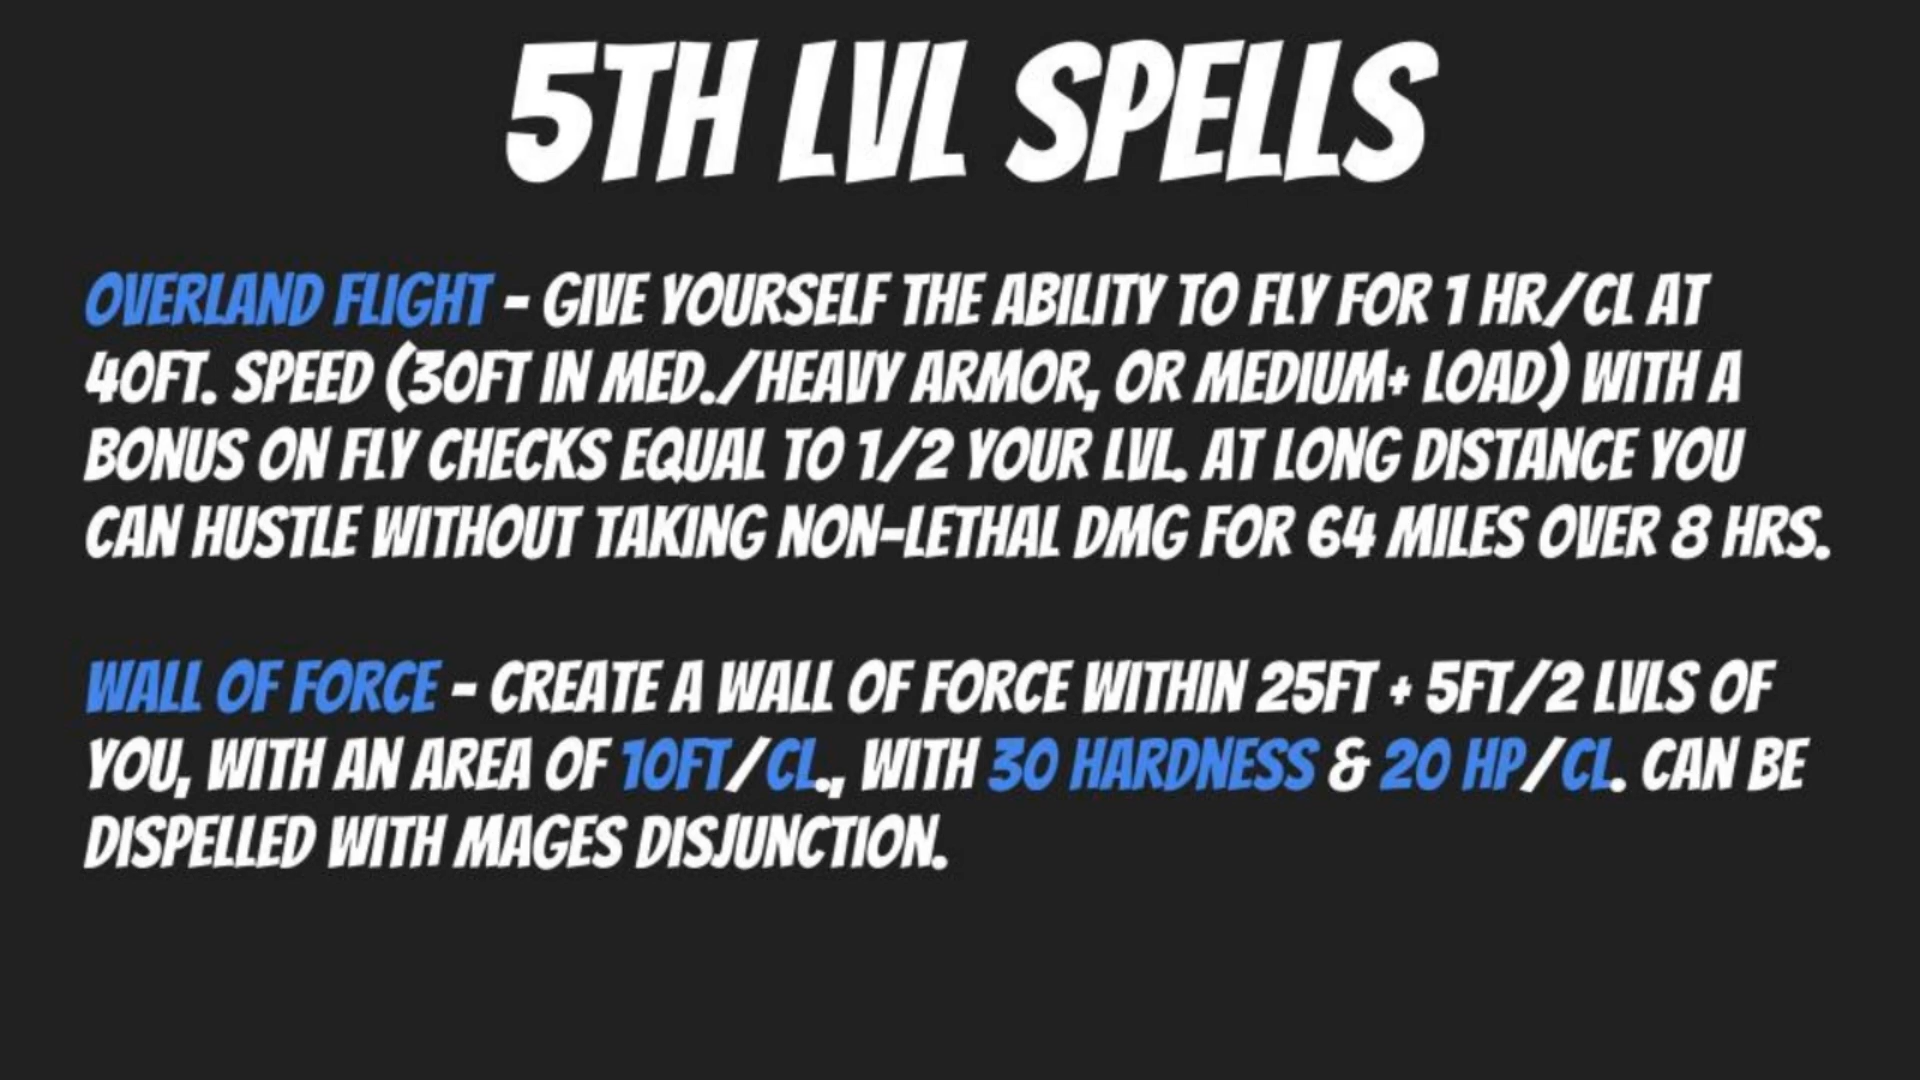 5TH LVL SPELLS
OVERLAND FLIGHT - GIVE YOURSELF THE ABILITY TO FLY FOR 1 HR/CL AT
40FT. SPEED (30FT IN MED./HEAVY ARMOR, OR MEDIUM+ LOAD) WITH A
BONUS ON FLY CHECKS EQUAL TO 1/2 YOUR LVL. AT LONG DISTANCE YOU
CAN HUSTLE WITHOUT TAKING NON-LETHAL DMG FOR 64 MILES OVER 8 HRS.
WALL OF FORCE - CREATE A WALL OF FORCE WITHIN 25FT + 5FT/2 LVLS OF
YOU, WITH AN AREA OF 10FT/CL., WITH 30 HARDNESS & 20 HP/CL. CAN BE
DISPELLED WITH MAGES DISJUNCTION.